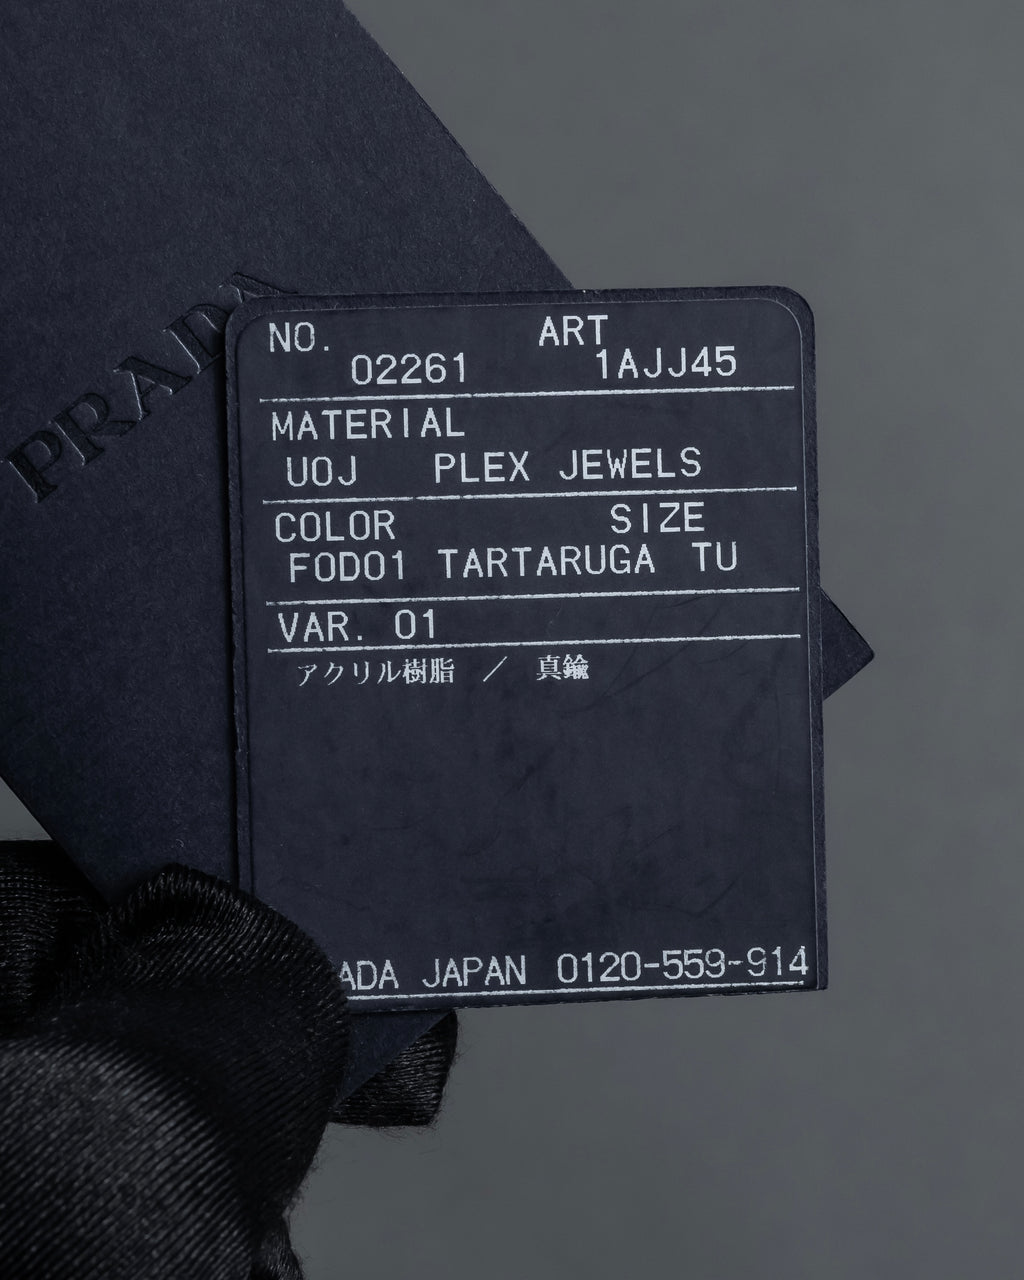 PRADA
NO. ART
02261 1AJJ45
MATERIAL
UOJ PLEX JEWELS
COLOR SIZE
F0D01 TARTARUGA TU
VAR. 01
アクリル樹脂 ／ 真鍮
ADA JAPAN 0120-559-914